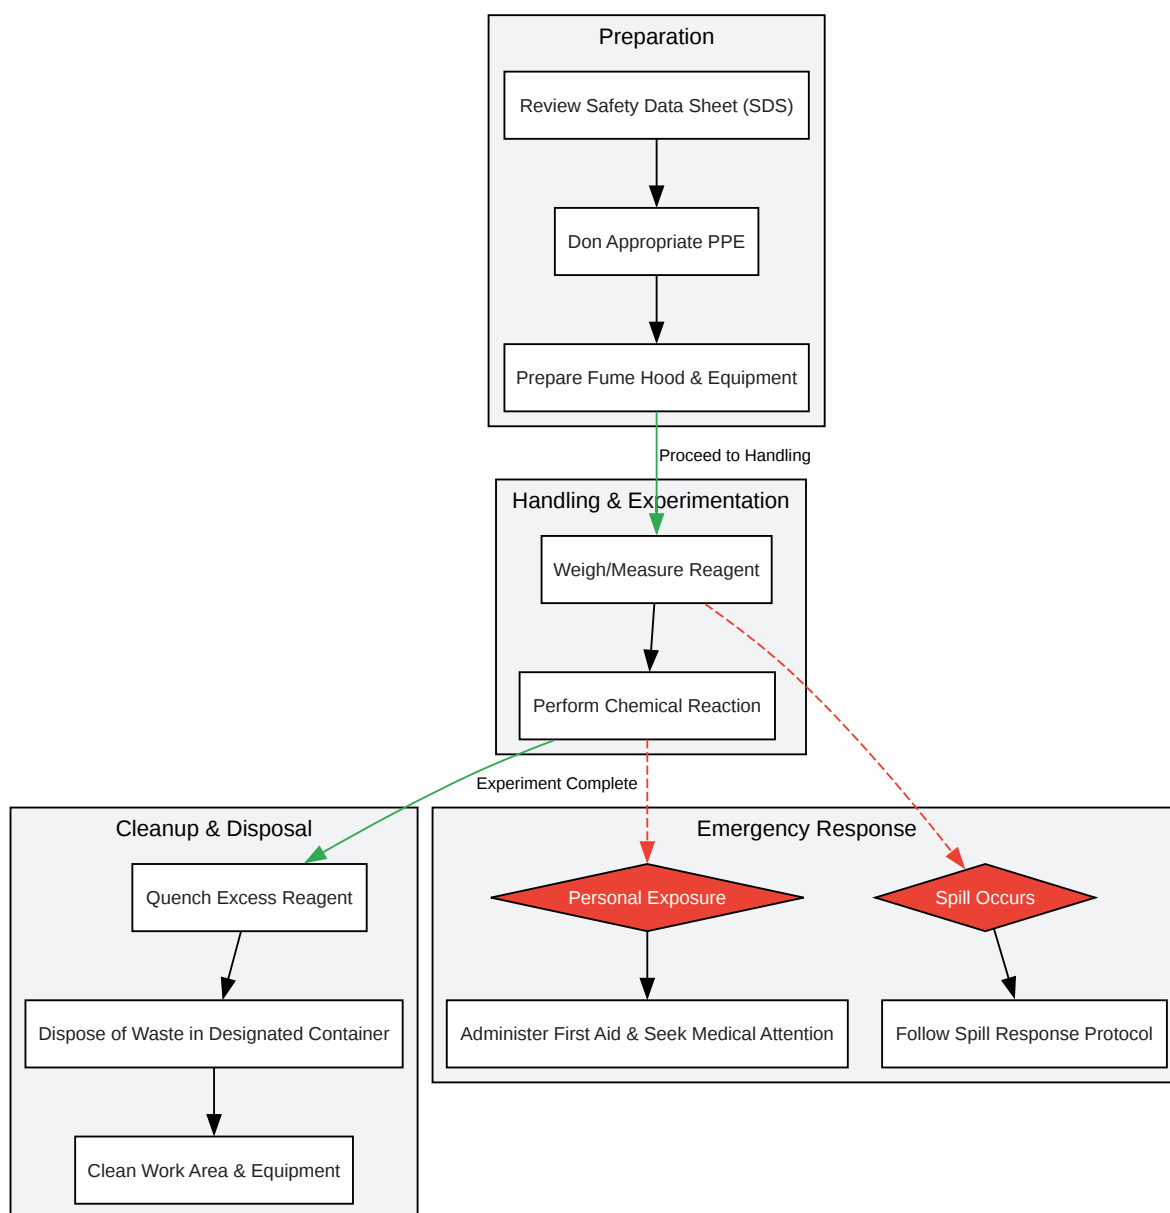 Preparation
Review Safety Data Sheet (SDS)
Don Appropriate PPE
Prepare Fume Hood & Equipment
Proceed to Handling
Handling & Experimentation
Weigh/Measure Reagent
Perform Chemical Reaction
Experiment Complete
Cleanup & Disposal
Quench Excess Reagent
Dispose of Waste in Designated Container
Clean Work Area & Equipment
Emergency Response
Personal Exposure
Spill Occurs
Administer First Aid & Seek Medical Attention
Follow Spill Response Protocol